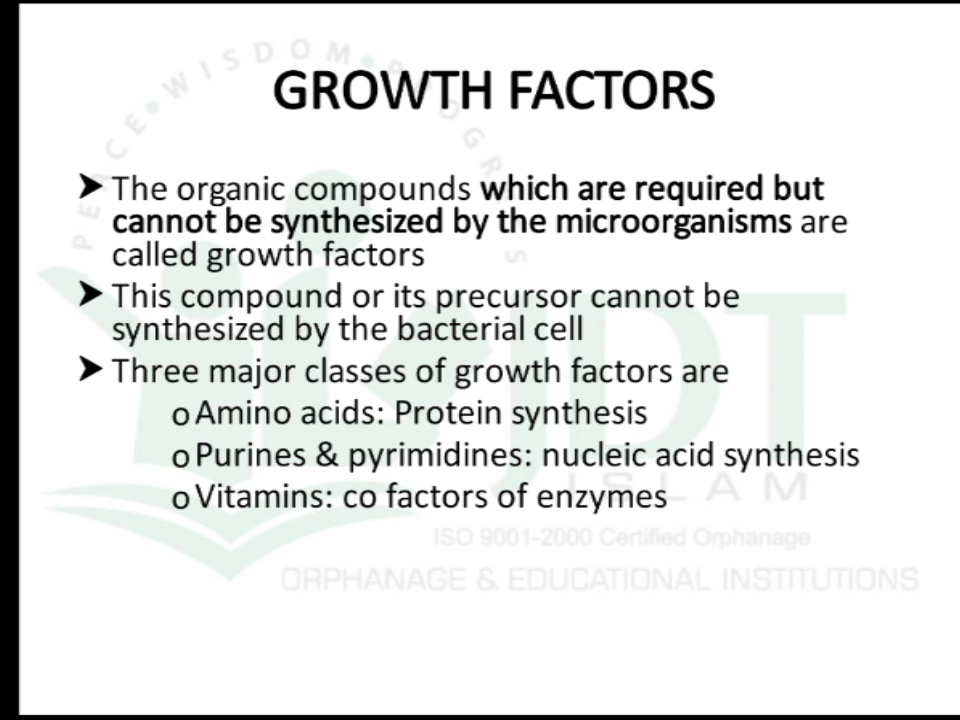 GROWTH FACTORS
➤ The organic compounds which are required but
cannot be synthesized by the microorganisms are
called growth factors
➤ This compound or its precursor cannot be
synthesized by the bacterial cell
➤ Three major classes of growth factors are
o Amino acids: Protein synthesis
o Purines & pyrimidines: nucleic acid synthesis
o Vitamins: co factors of enzymes
PEACE • WISDOM • PROGRESS
JDT
ISLAM
ISO 9001-2000 Certified Orphanage
ORPHANAGE & EDUCATIONAL INSTITUTIONS